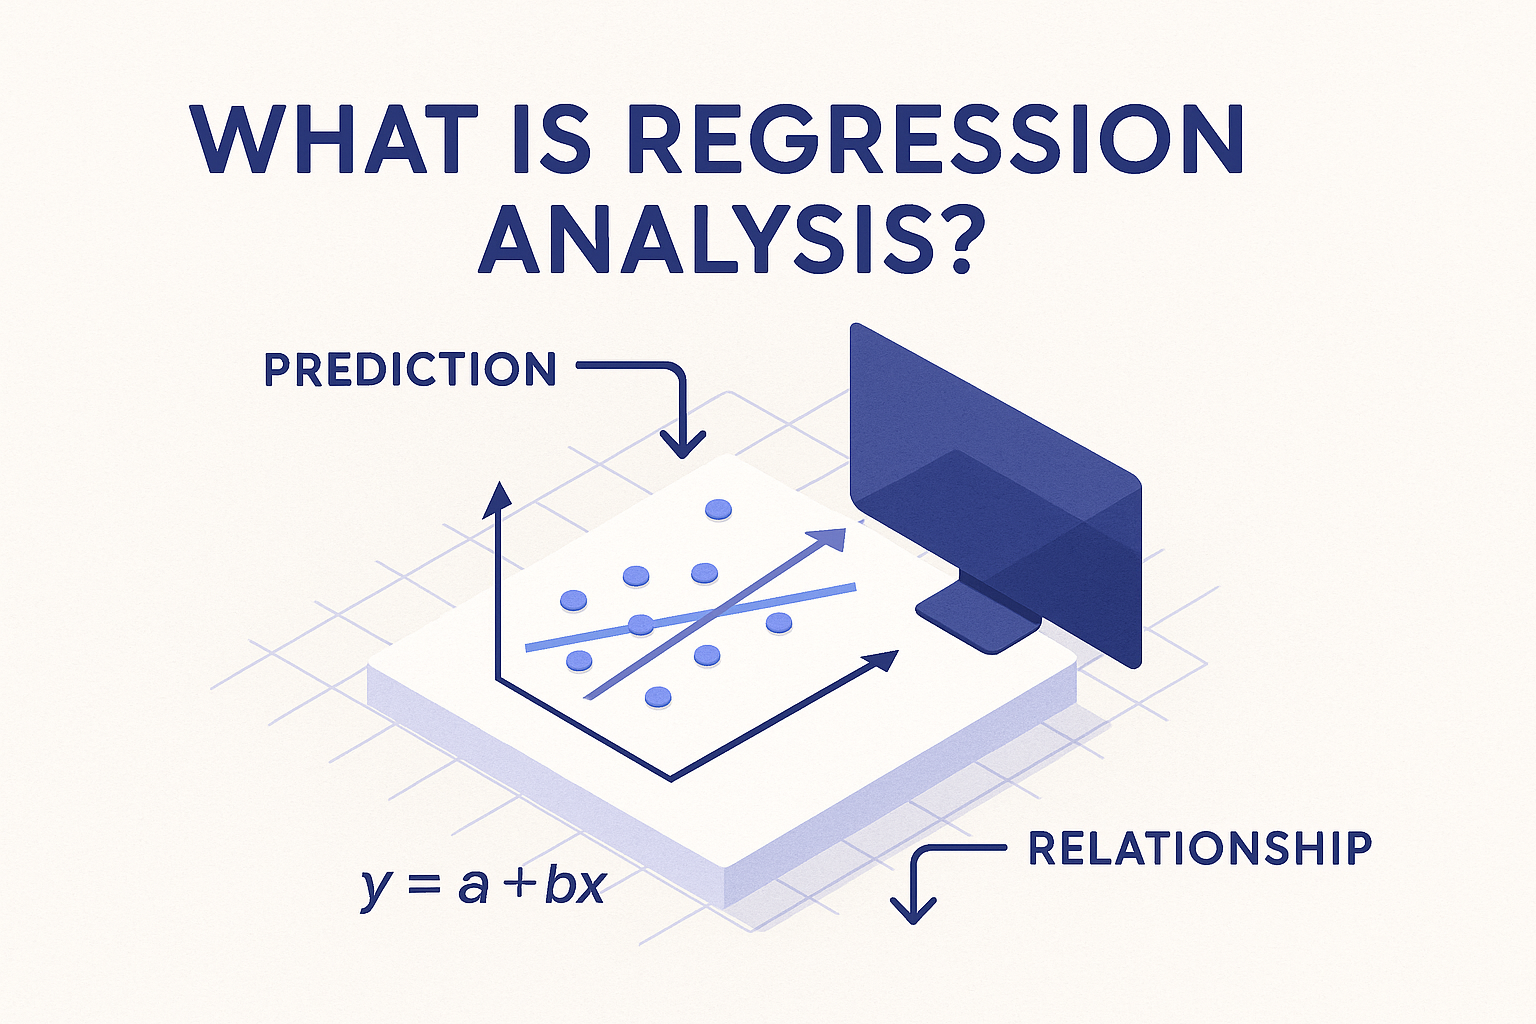 WHAT IS REGRESSION
ANALYSIS?
PREDICTION
RELATIONSHIP
y = a + bx